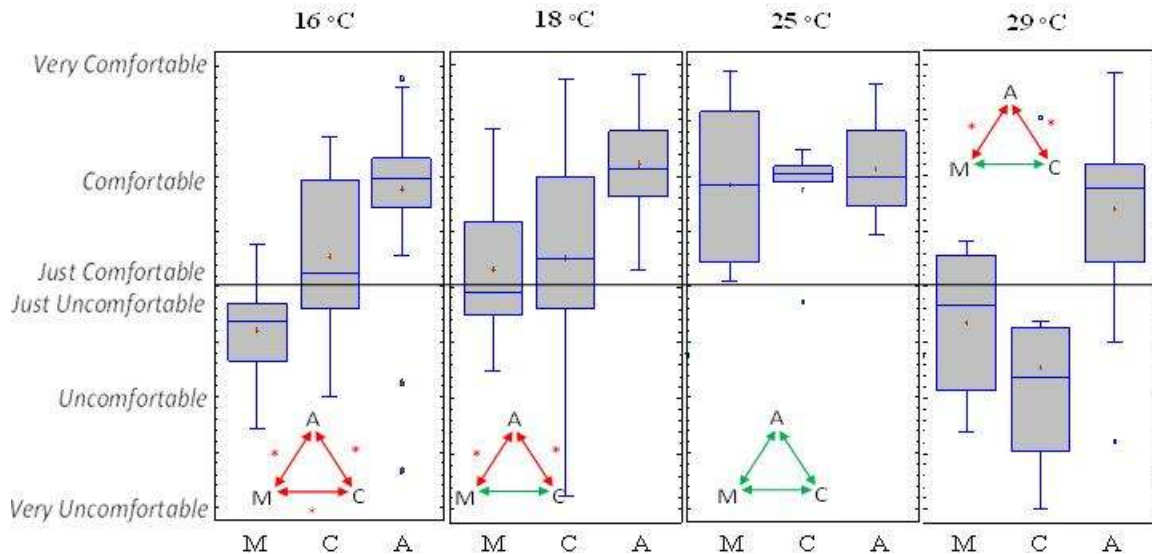 16 °C 18 °C 25 °C 29 °C
Very Comfortable
Comfortable
Just Comfortable
Just Uncomfortable
Uncomfortable
Very Uncomfortable
A
* *
M C
*
A
* *
M C
A
M C
A
* *
M C
M C A M C A M C A M C A